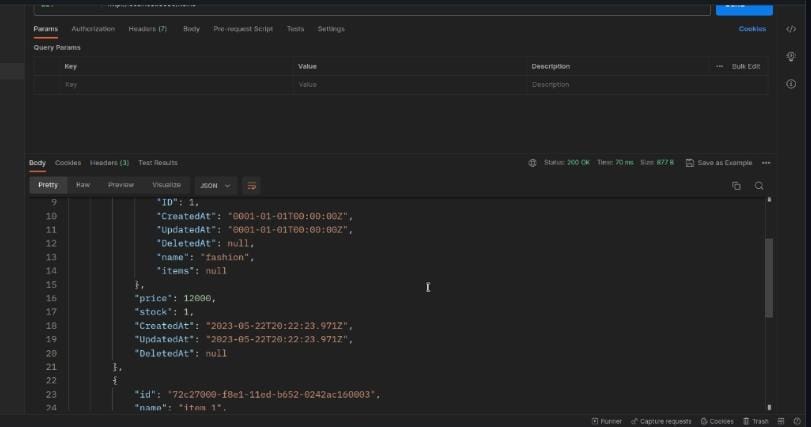 Params Authorization Headers (7) Body Pre-request Script Tests Settings Cookies
Query Params
Key Value Description ··· Bulk Edit
Key Value Description
Body Cookies Headers (3) Test Results Status: 200 OK Time: 70 ms Size: 877 B Save as Example ···
Pretty Raw Preview Visualize JSON
9 "ID": 1,
10 "CreatedAt": "0001-01-01T00:00:00Z",
11 "UpdatedAt": "0001-01-01T00:00:00Z",
12 "DeletedAt": null,
13 "name": "fashion",
14 "items": null
15 },
16 "price": 12000,
17 "stock": 1,
18 "CreatedAt": "2023-05-22T20:22:23.971Z",
19 "UpdatedAt": "2023-05-22T20:22:23.971Z",
20 "DeletedAt": null
21 },
22 {
23 "id": "72c27000-f8e1-11ed-b652-0242ac160003",
24 "name": "item 1",
Runner Capture requests Cookies Trash